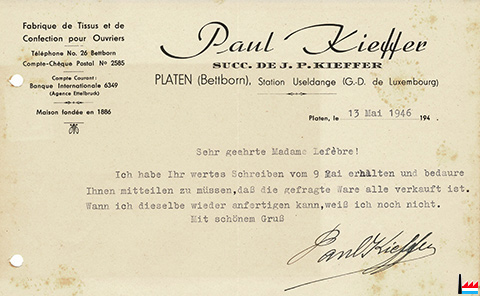 Fabrique de Tissus et de
Confection pour Ouvriers
Téléphone No. 26 Bettborn
Compte-Chèque Postal Nº 2585
Compte Courant:
Banque Internationale 6349
(Agence Ettelbruck)
Maison fondée en 1886
Paul Kieffer
SUCC. DE J. P. KIEFFER
PLATEN (Bettborn), Station Useldange (G.-D. de Luxembourg)
Platen, le 13 Mai 1946 194
Sehr geehrte Madame Lefèbre!
Ich habe Ihr wertes Schreiben vom 9 Mai erhalten und bedaure
Ihnen mitteilen zu müssen, daß die gefragte Ware alle verkauft ist.
Wann ich dieselbe wieder anfertigen kann, weiß ich noch nicht.
Mit schönem Gruß
Paul Kieffer